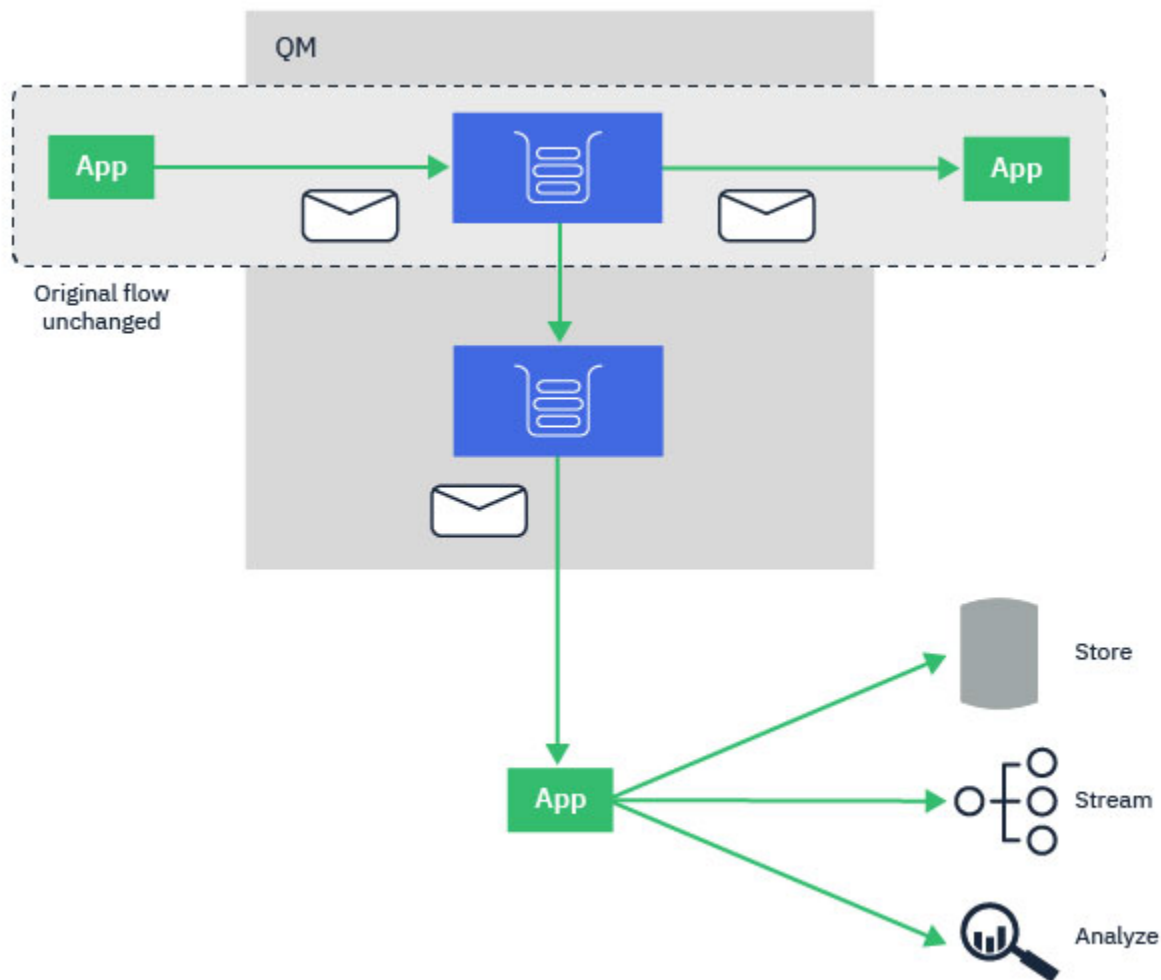 QM
App
App
Original flow
unchanged
App
Store
Stream
Analyze